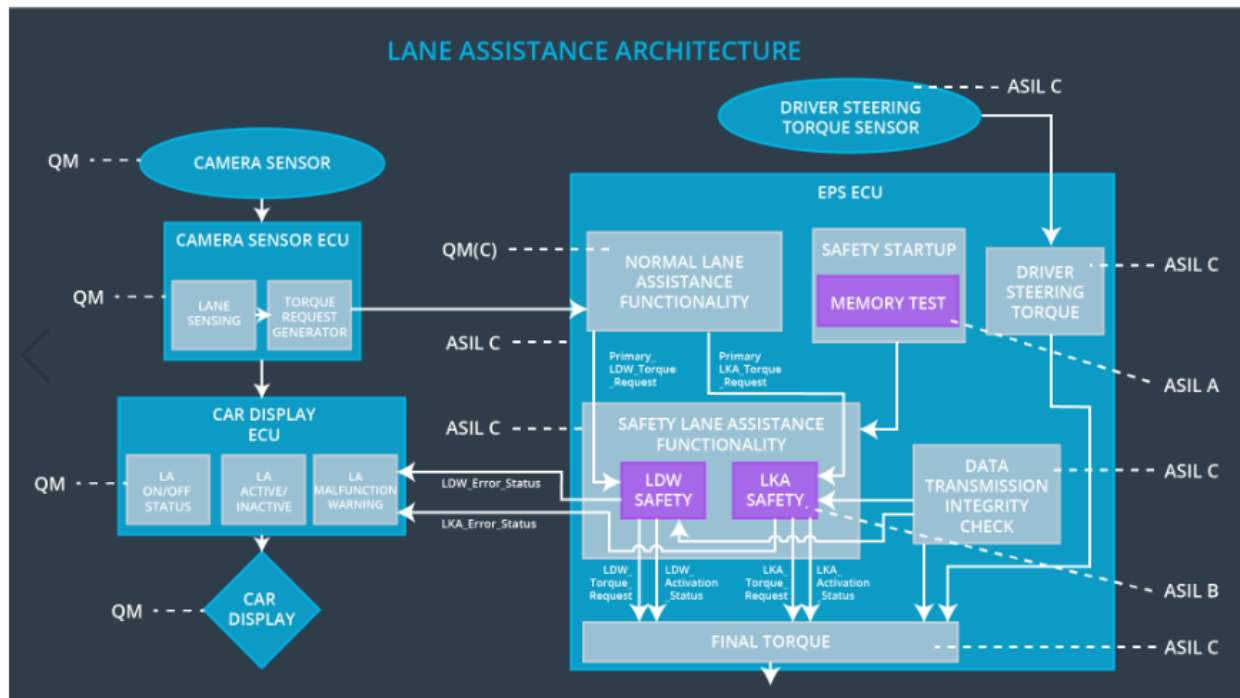 LANE ASSISTANCE ARCHITECTURE
ASIL C
DRIVER STEERING
TORQUE SENSOR
QM
CAMERA SENSOR
EPS ECU
CAMERA SENSOR ECU
QM
LANE
SENSING
TORQUE
REQUEST
GENERATOR
QM(C)
NORMAL LANE
ASSISTANCE
FUNCTIONALITY
SAFETY STARTUP
MEMORY TEST
DRIVER
STEERING
TORQUE
ASIL C
ASIL C
ASIL A
Primary_
LDW_Torque
_Request
Primary
LKA_Torque
_Request
CAR DISPLAY
ECU
QM
LA
ON/OFF
STATUS
LA
ACTIVE/
INACTIVE
LA
MALFUNCTION
WARNING
ASIL C
SAFETY LANE ASSISTANCE
FUNCTIONALITY
LDW
SAFETY
LKA
SAFETY
DATA
TRANSMISSION
INTEGRITY
CHECK
ASIL C
LDW_Error_Status
LKA_Error_Status
LDW_
Torque_
Request
LDW_
Activation
_Status
LKA_
Torque_
Request
LKA_
Activation
_Status
ASIL B
QM
CAR
DISPLAY
FINAL TORQUE
ASIL C